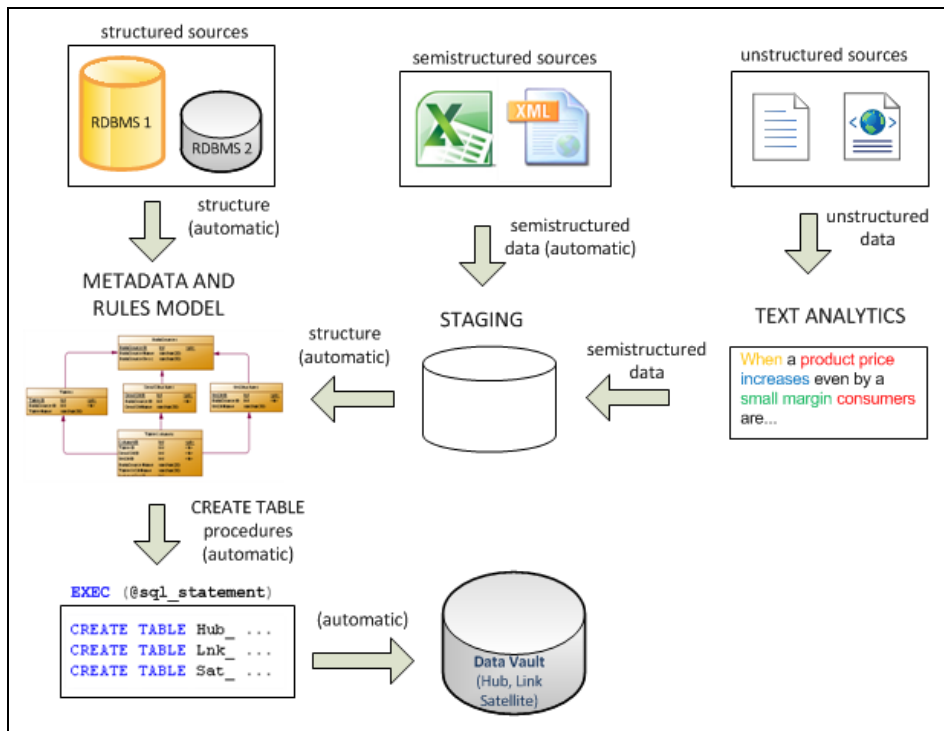 structured sources
RDBMS 1
RDBMS 2
semistructured sources
XML
unstructured sources
structure
(automatic)
semistructured
data (automatic)
unstructured
data
METADATA AND
RULES MODEL
STAGING
TEXT ANALYTICS
structure
(automatic)
semistructured
data
When a product price
increases even by a
small margin consumers
are...
CREATE TABLE
procedures
(automatic)
EXEC (@sql_statement)
CREATE TABLE Hub_ ...
CREATE TABLE Lnk_ ...
CREATE TABLE Sat_ ...
(automatic)
Data Vault
(Hub, Link
Satellite)